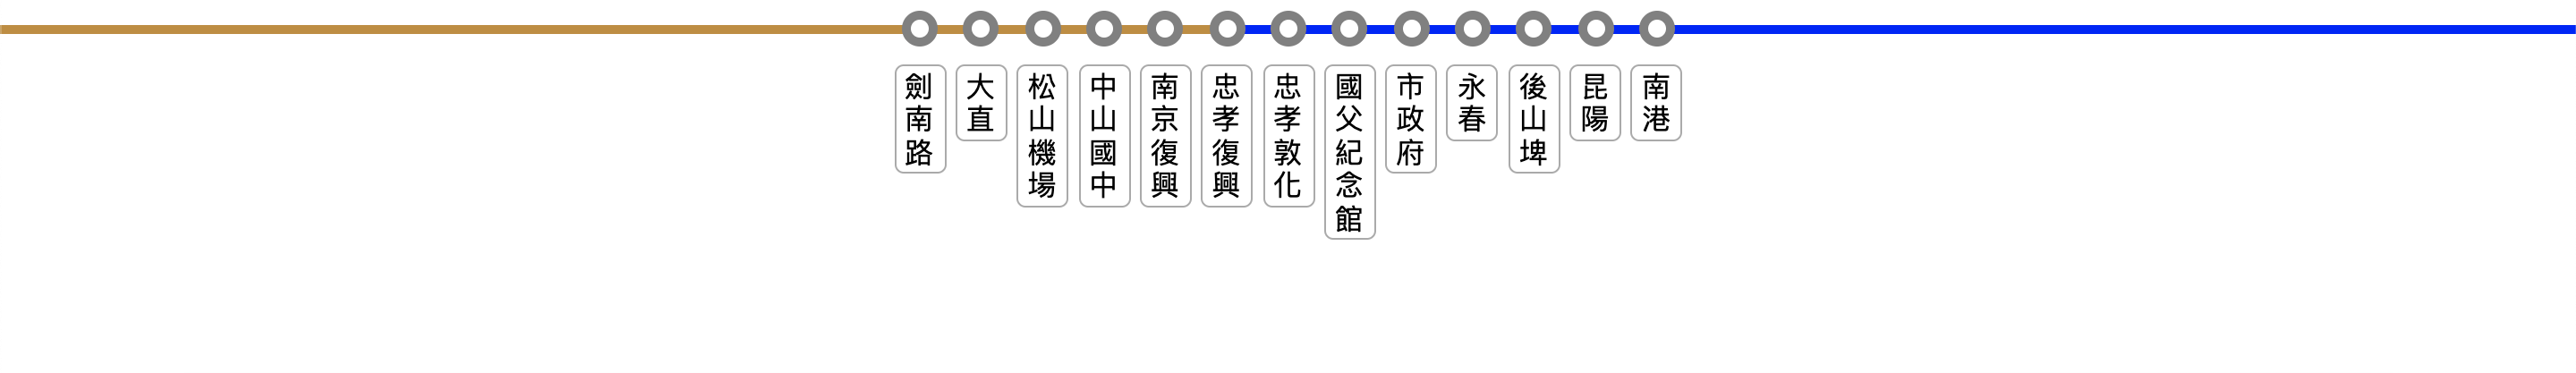 劍南路
大直
松山機場
中山國中
南京復興
忠孝復興
忠孝敦化
國父紀念館
市政府
永春
後山埤
昆陽
南港